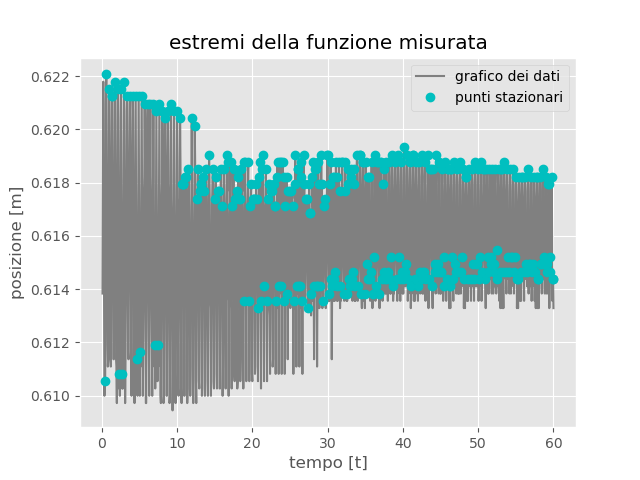 estremi della funzione misurata
grafico dei dati
punti stazionari
posizione [m]
0.622
0.620
0.618
0.616
0.614
0.612
0.610
0
10
20
30
40
50
60
tempo [t]